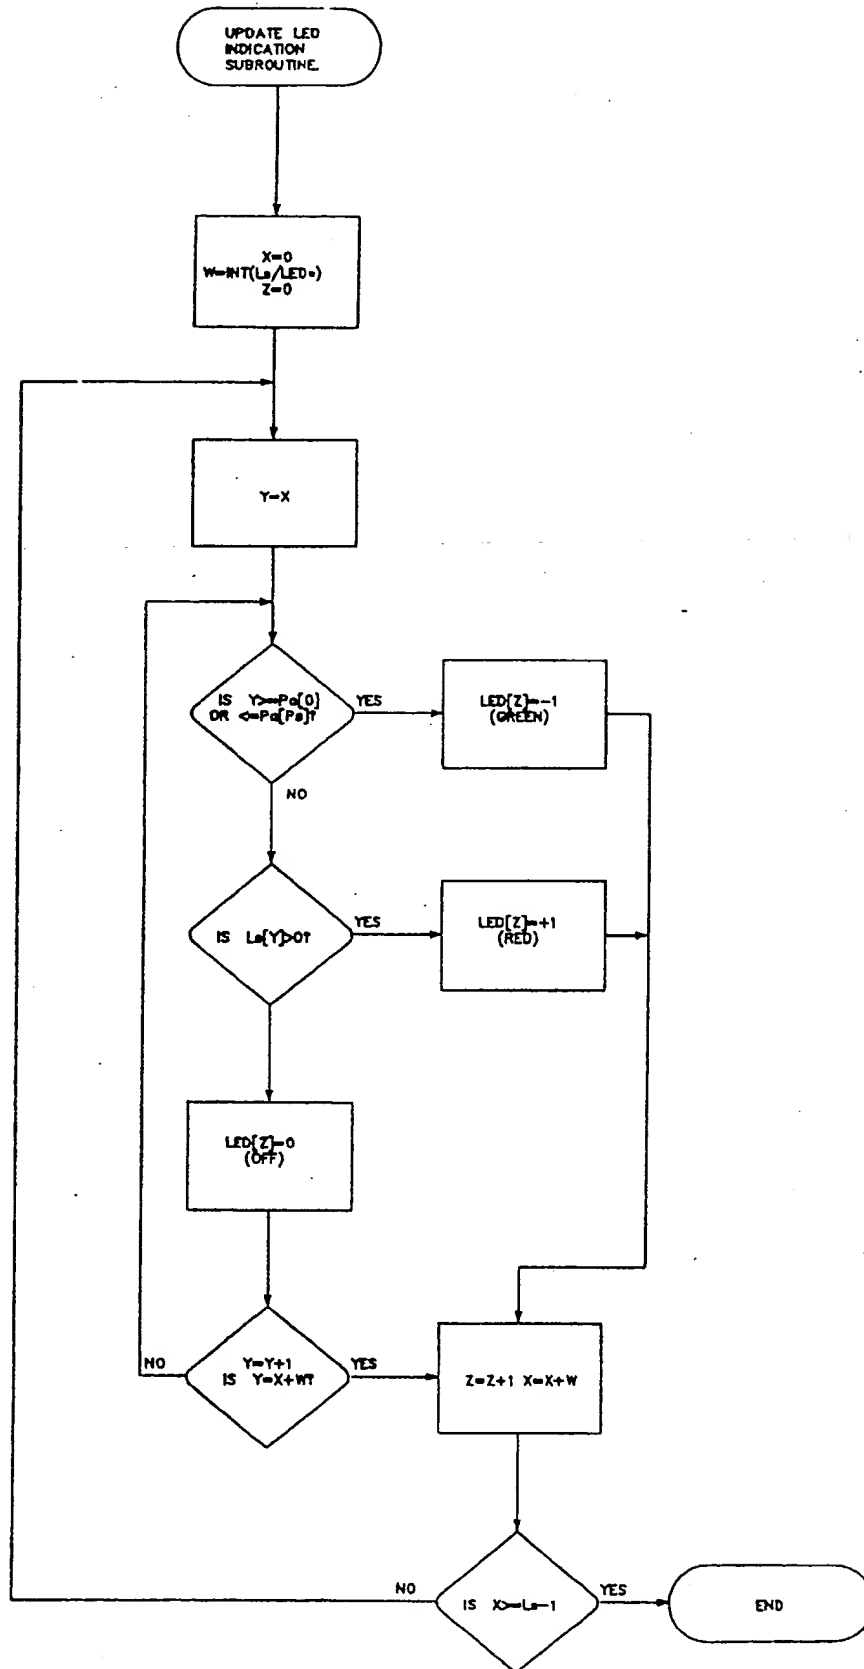 UPDATE LED
INDICATION
SUBROUTINE.
X=0
W=INT(Ls/LEDs)
Z=0
Y=X
IS Y>=Pa[0]
OR <=Pa[Ps]?
YES
LED[Z]=-1
(GREEN)
NO
IS La[Y]>0?
YES
LED[Z]=+1
(RED)
LED[Z]=0
(OFF)
NO
Y=Y+1
IS Y=X+W?
YES
Z=Z+1 X=X+W
NO
IS X>=Ls-1
YES
END